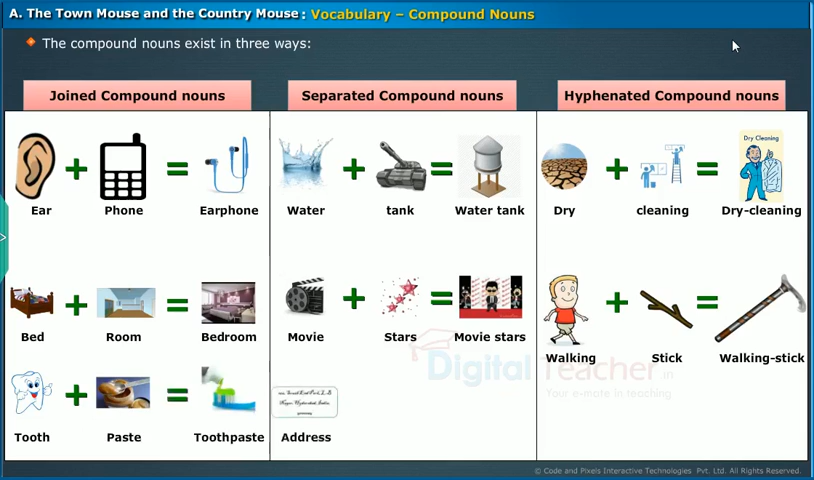 A. The Town Mouse and the Country Mouse : Vocabulary – Compound Nouns
The compound nouns exist in three ways:
Joined Compound nouns
Separated Compound nouns
Hyphenated Compound nouns
Dry Cleaning
Ear Phone Earphone
Water tank Water tank
Dry cleaning Dry-cleaning
Bed Room Bedroom
Movie Stars Movie stars
Walking Stick Walking-stick
Digital Teacher.in
Your e-mote in teaching
Tooth Paste Toothpaste
Address
© Code and Pixels Interactive Technologies Pvt. Ltd. All Rights Reserved.